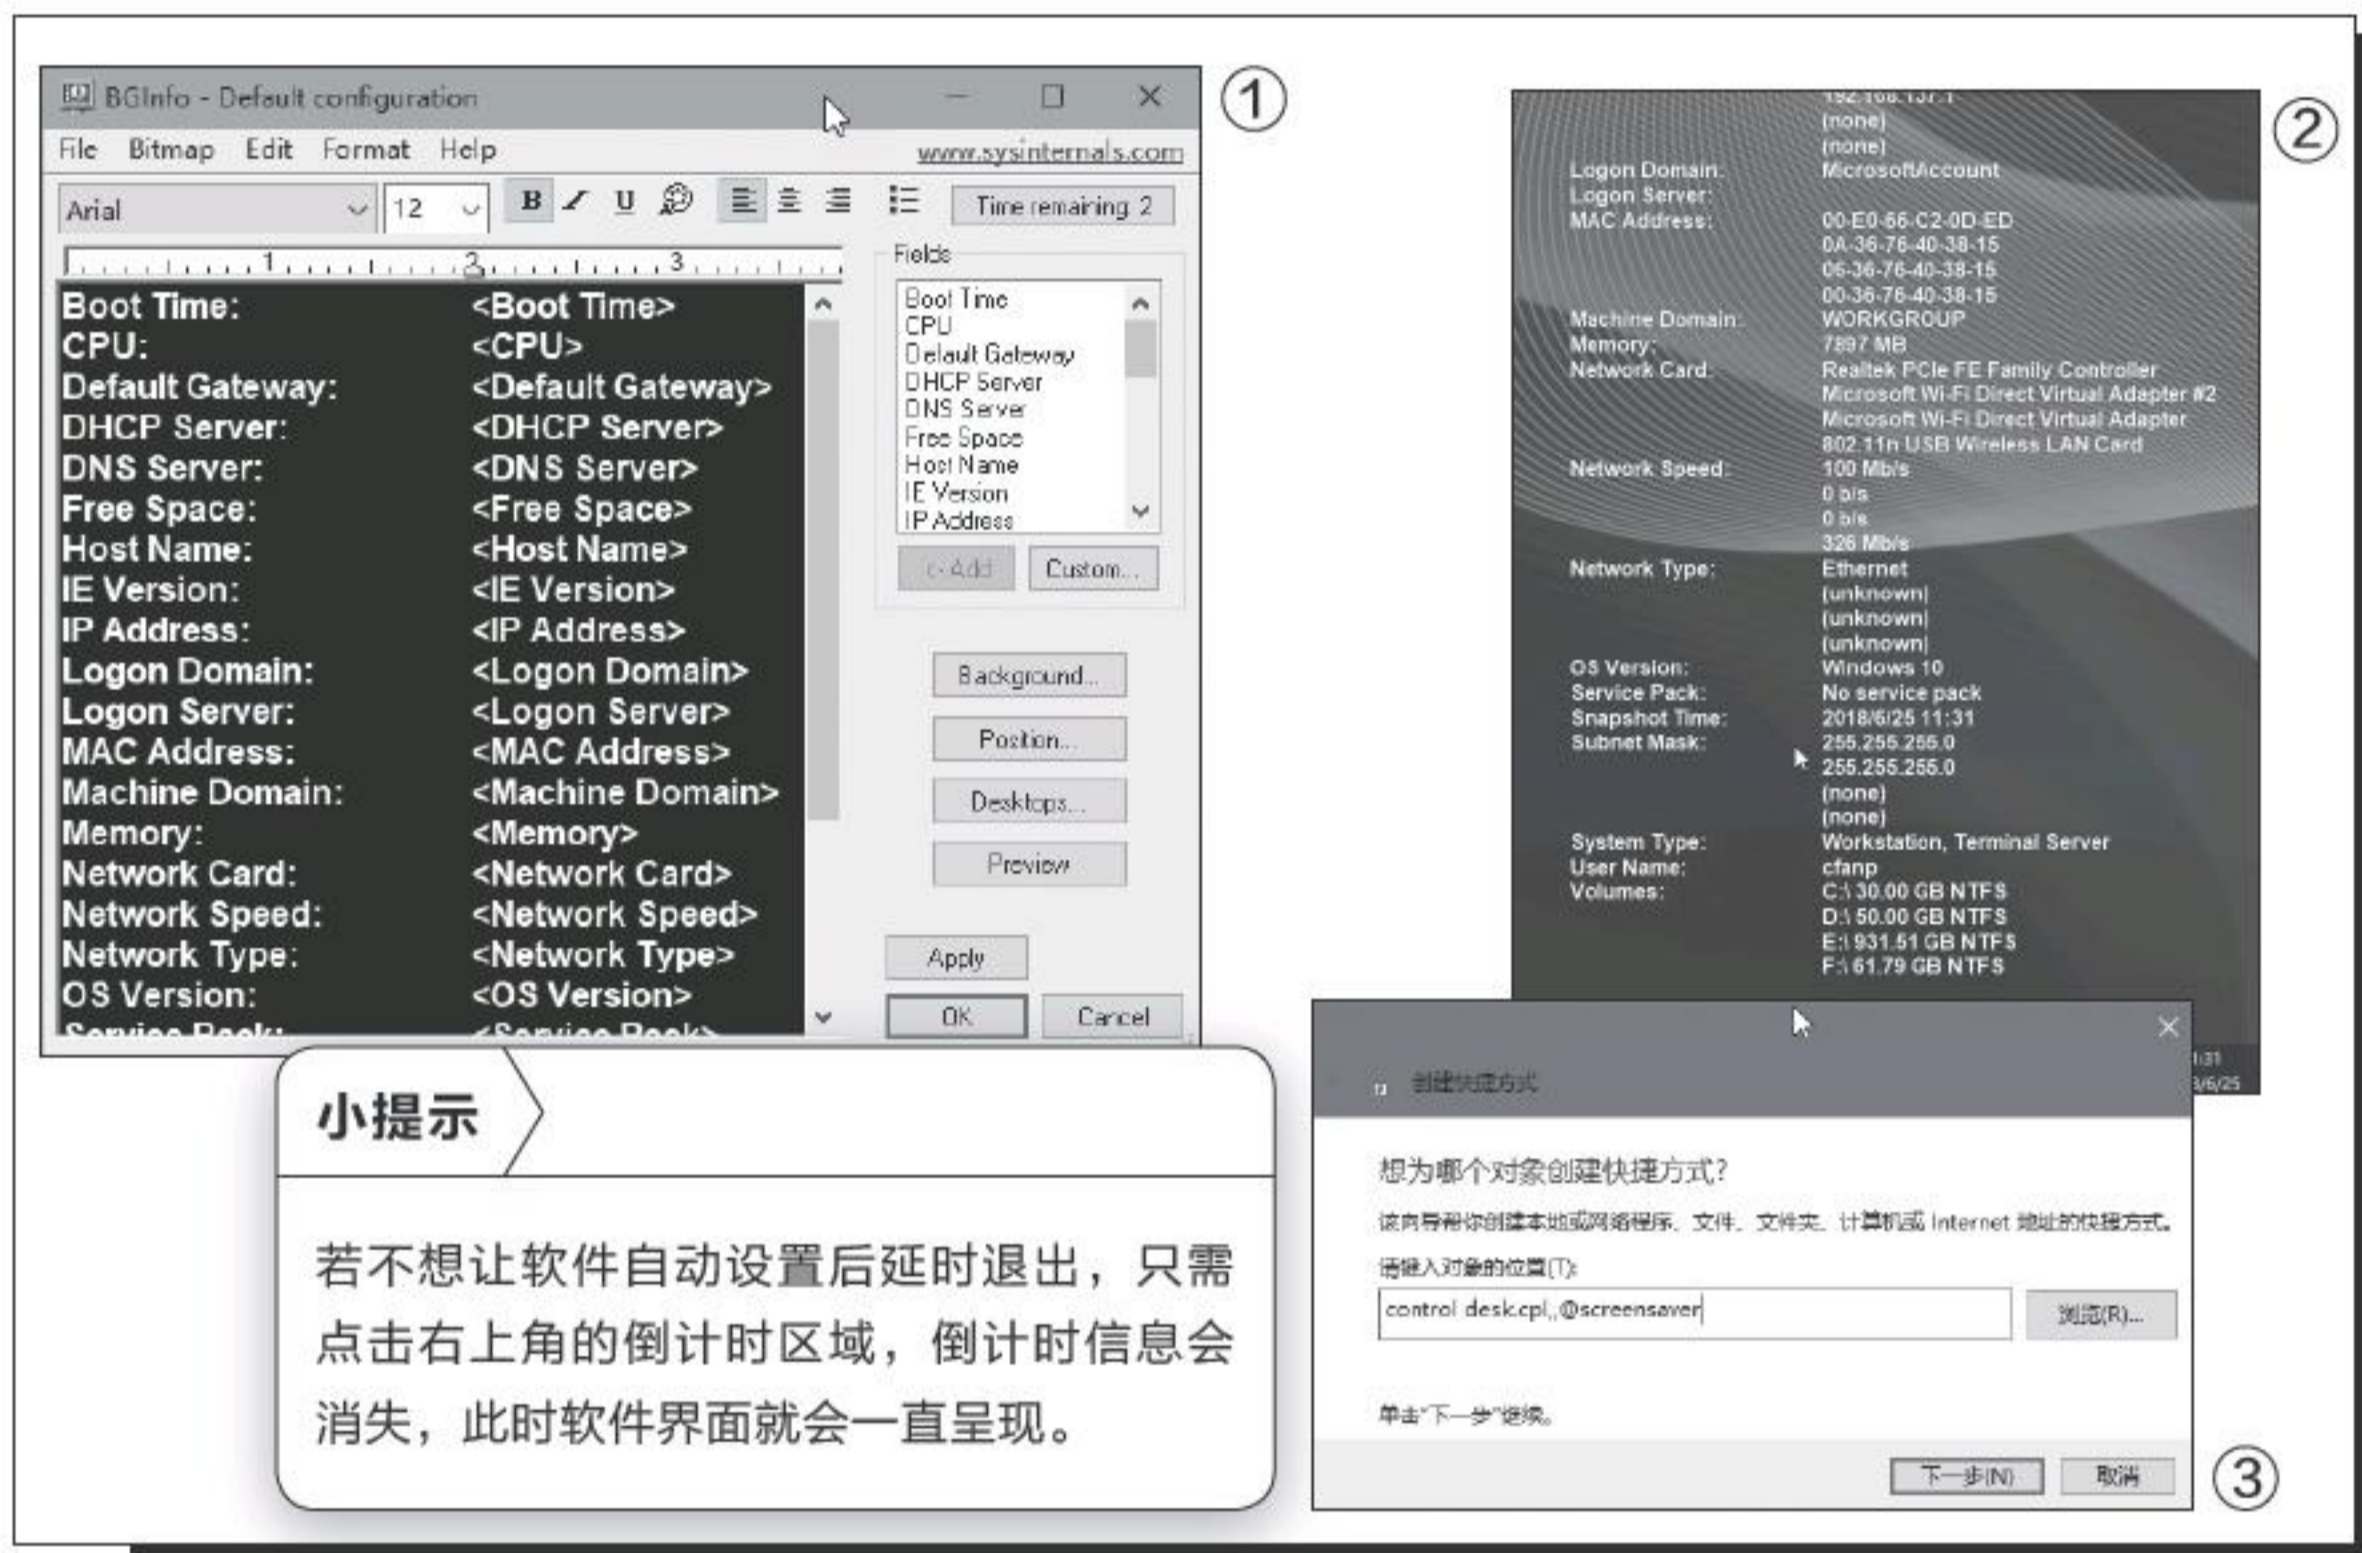 BGInfo - Default configuration
①
File Bitmap Edit Format Help
www.sysinternals.com
Arial
12
B I U
Time remaining: 2
1 2 3
Boot Time: <Boot Time>
CPU: <CPU>
Default Gateway: <Default Gateway>
DHCP Server: <DHCP Server>
DNS Server: <DNS Server>
Free Space: <Free Space>
Host Name: <Host Name>
IE Version: <IE Version>
IP Address: <IP Address>
Logon Domain: <Logon Domain>
Logon Server: <Logon Server>
MAC Address: <MAC Address>
Machine Domain: <Machine Domain>
Memory: <Memory>
Network Card: <Network Card>
Network Speed: <Network Speed>
Network Type: <Network Type>
OS Version: <OS Version>
Service Pack: <Service Pack>
Fields
Boot Time
CPU
Default Gateway
DHCP Server
DNS Server
Free Space
Host Name
IE Version
IP Address
<- Add
Custom...
Background...
Position...
Desktops...
Preview
Apply
OK
Cancel
②
192.168.137.1
(none)
(none)
Logon Domain: MicrosoftAccount
Logon Server:
MAC Address: 00-E0-66-C2-0D-ED
0A-36-76-40-38-15
06-36-76-40-38-15
00-36-76-40-38-15
Machine Domain: WORKGROUP
Memory: 7897 MB
Network Card: Realtek PCIe FE Family Controller
Microsoft Wi-Fi Direct Virtual Adapter #2
Microsoft Wi-Fi Direct Virtual Adapter
802.11n USB Wireless LAN Card
Network Speed: 100 Mb/s
0 b/s
0 b/s
326 Mb/s
Network Type: Ethernet
(unknown)
(unknown)
(unknown)
OS Version: Windows 10
Service Pack: No service pack
Snapshot Time: 2018/6/25 11:31
Subnet Mask: 255.255.255.0
255.255.255.0
(none)
(none)
System Type: Workstation, Terminal Server
User Name: cfanp
Volumes: C:\ 30.00 GB NTFS
D:\ 50.00 GB NTFS
E:\ 931.51 GB NTFS
F:\ 61.79 GB NTFS
1:31
3/6/25
小提示
若不想让软件自动设置后延时退出，只需
点击右上角的倒计时区域，倒计时信息会
消失，此时软件界面就会一直呈现。
创建快捷方式
想为哪个对象创建快捷方式?
该向导帮你创建本地或网络程序、文件、文件夹、计算机或 Internet 地址的快捷方式。
请键入对象的位置(T):
control desk.cpl,,@screensaver
浏览(R)...
单击"下一步"继续。
下一步(N)
取消
③